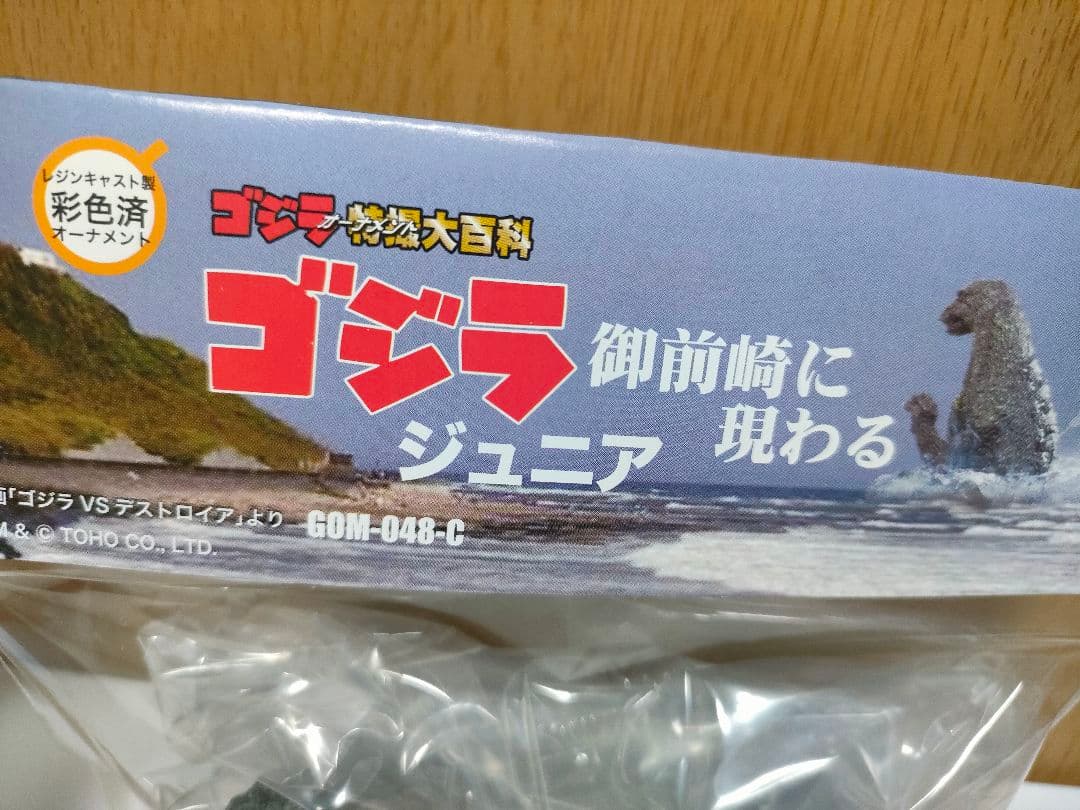 レジンキャスト製
彩色済
オーナメント
ゴジラ特撮大百科
オーナメント
ゴジラ
ジュニア
御前崎に
現わる
画「ゴジラ VS デストロイア」より
GOM-048-C
M & © TOHO CO., LTD.